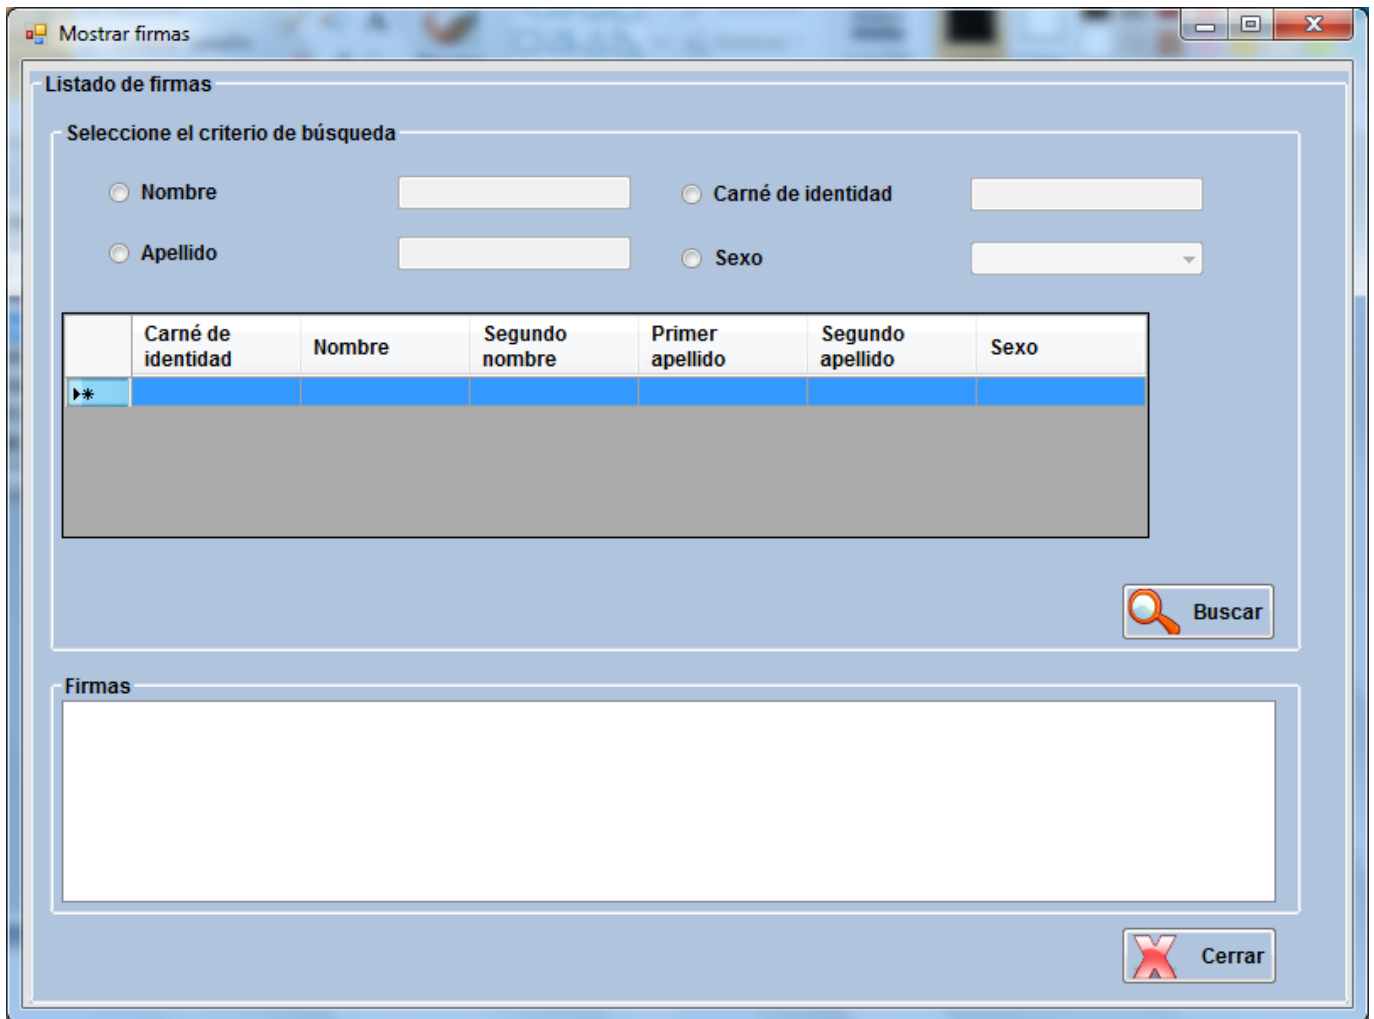 Mostrar firmas
Listado de firmas
Seleccione el criterio de búsqueda
Nombre
Carné de identidad
Apellido
Sexo
Carné de identidad
Nombre
Segundo nombre
Primer apellido
Segundo apellido
Sexo
Buscar
Firmas
Cerrar